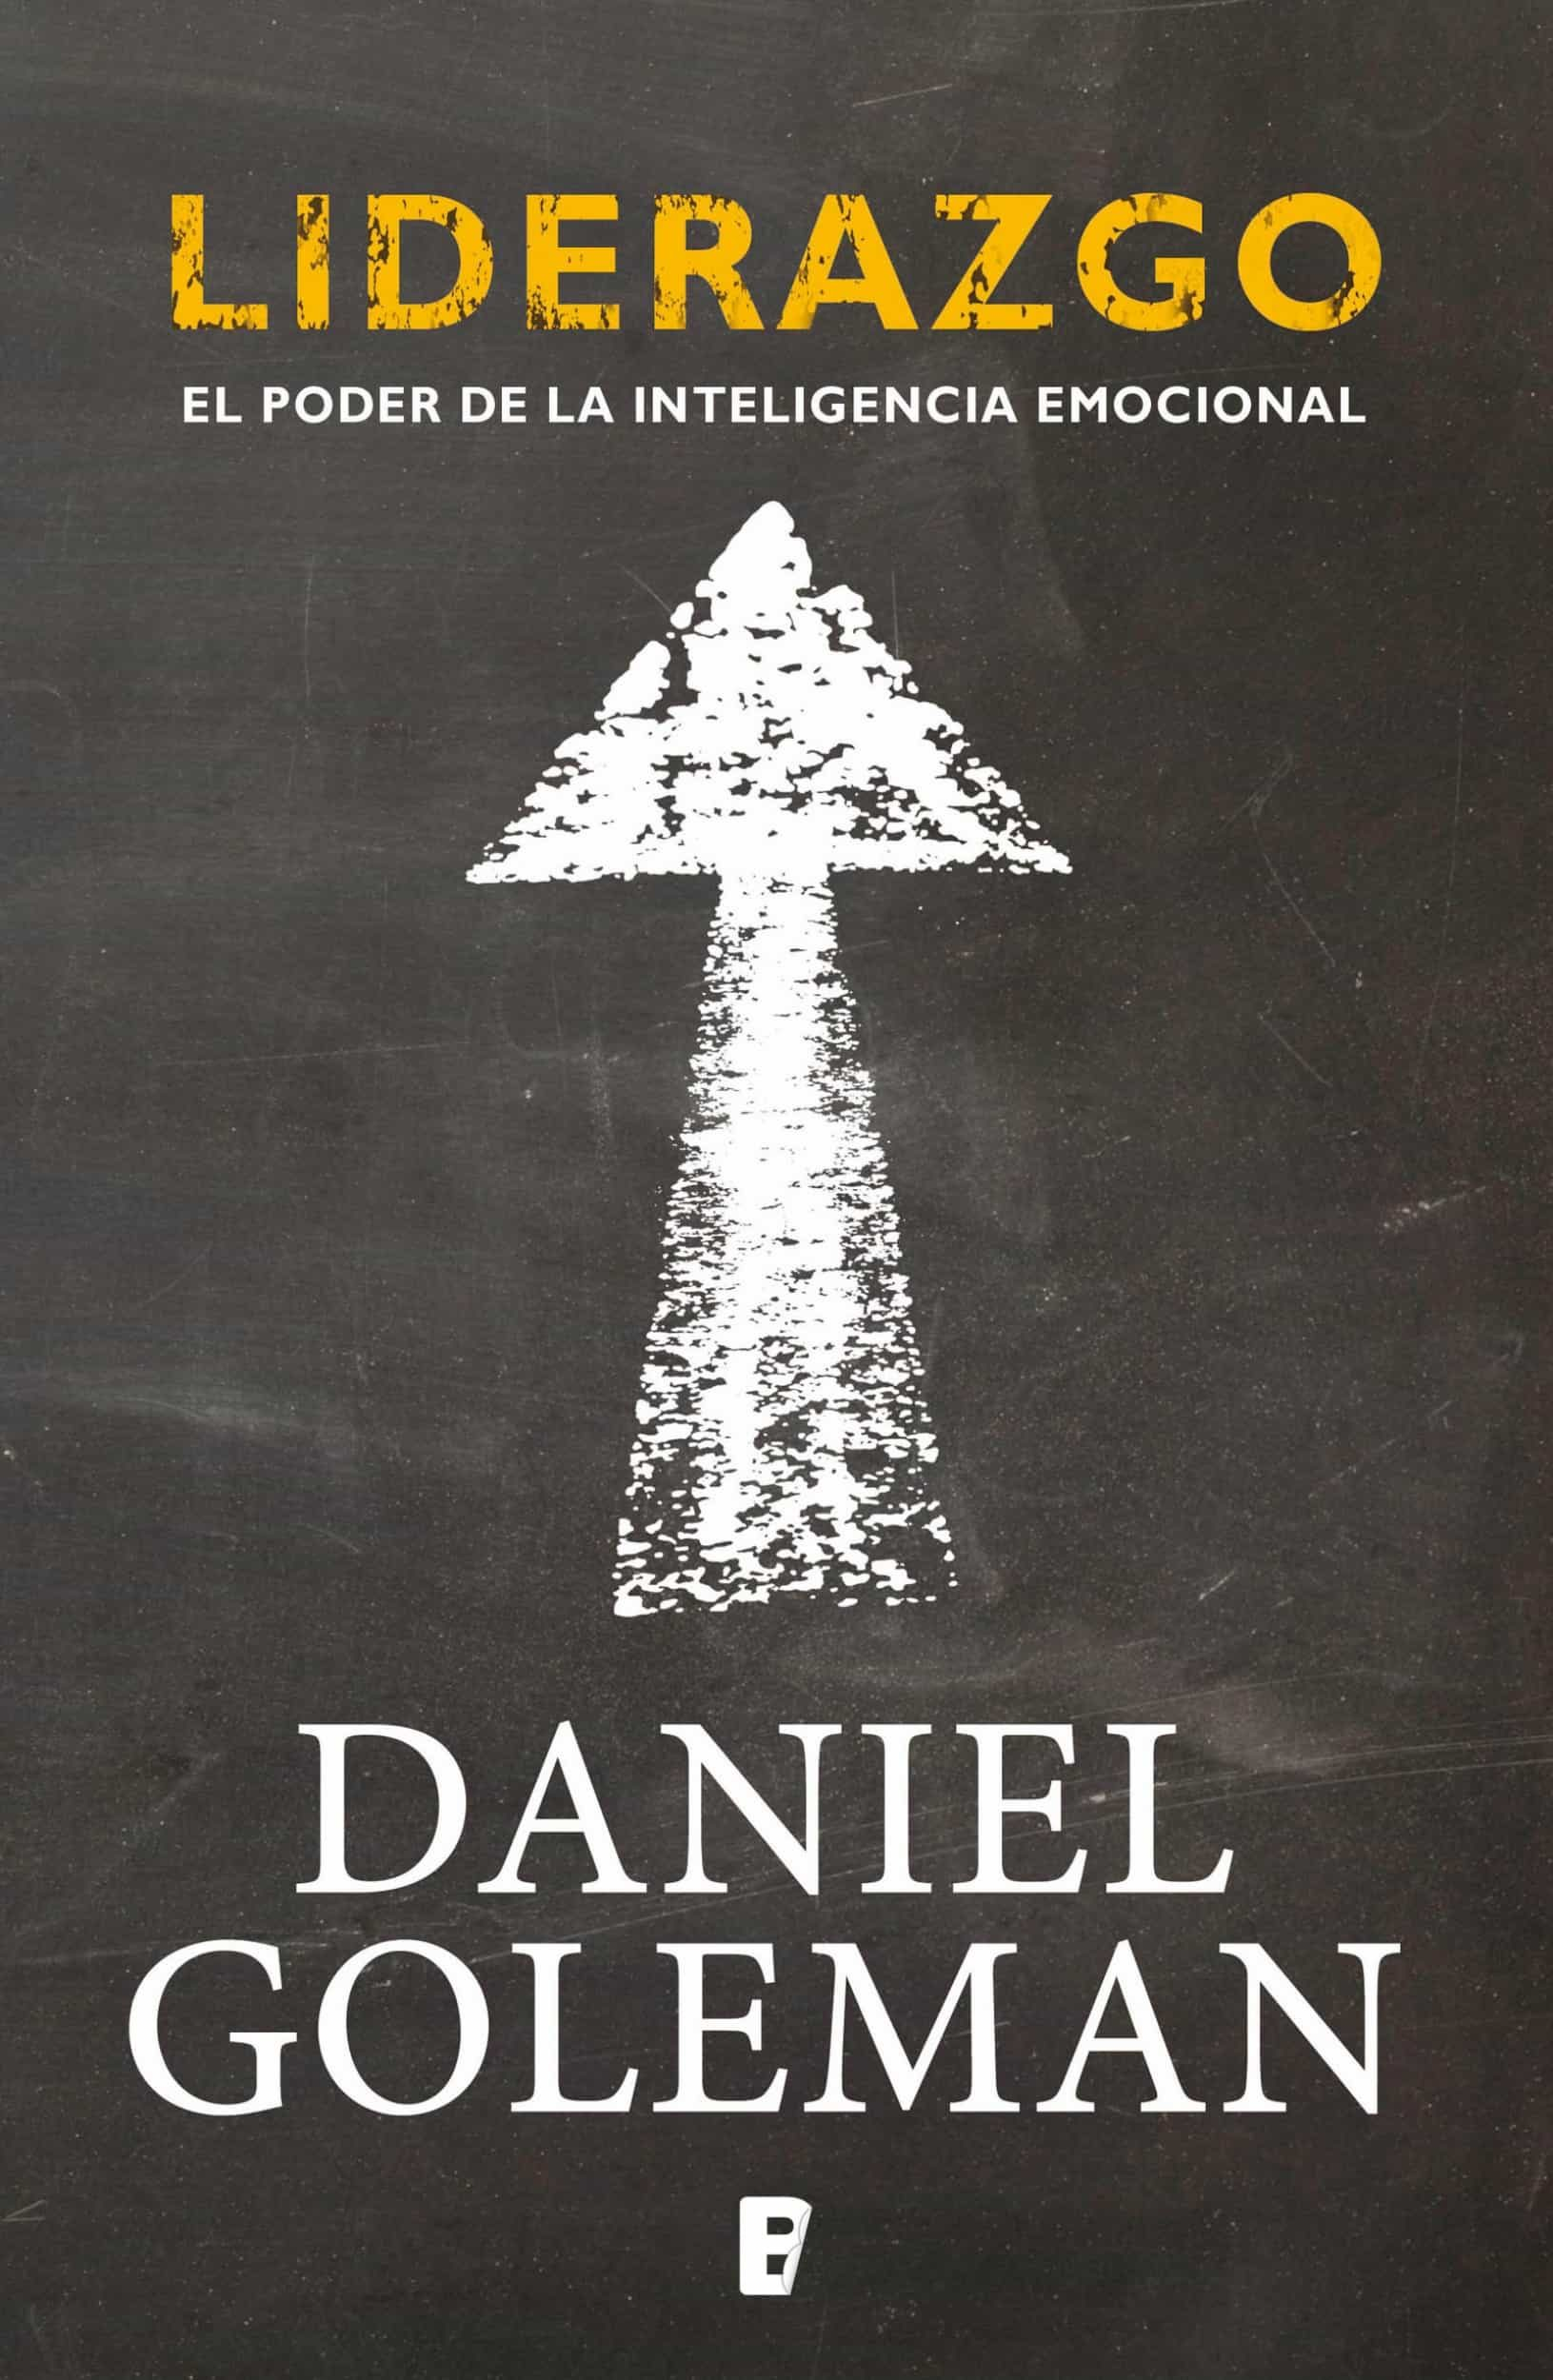 LIDERAZGO
EL PODER DE LA INTELIGENCIA EMOCIONAL
DANIEL
GOLEMAN
B